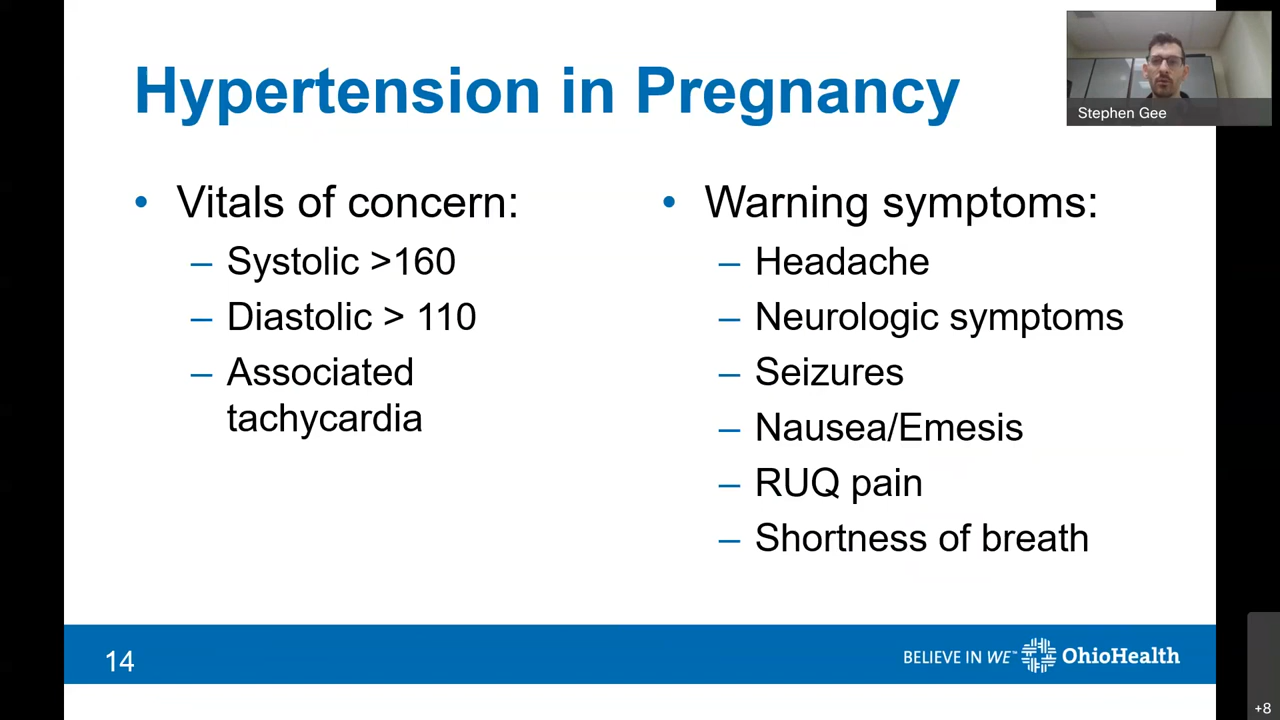 Hypertension in Pregnancy
Stephen Gee
• Vitals of concern:
– Systolic >160
– Diastolic > 110
– Associated
tachycardia
• Warning symptoms:
– Headache
– Neurologic symptoms
– Seizures
– Nausea/Emesis
– RUQ pain
– Shortness of breath
14
BELIEVE IN WE™ OhioHealth
+8